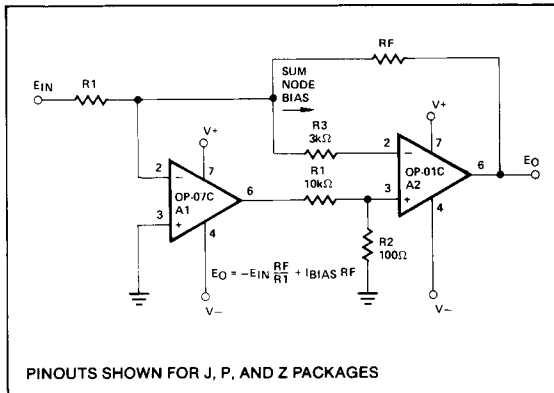 RF
EIN
R1
SUM
NODE
BIAS
V+
V+
R3
3kΩ
2
7
OP-01C
A2
6
EO
2
7
OP-07C
A1
6
R1
10kΩ
3
3
4
4
R2
100Ω
EO = −EIN RF/R1 + IBIAS RF
V−
V−
PINOUTS SHOWN FOR J, P, AND Z PACKAGES